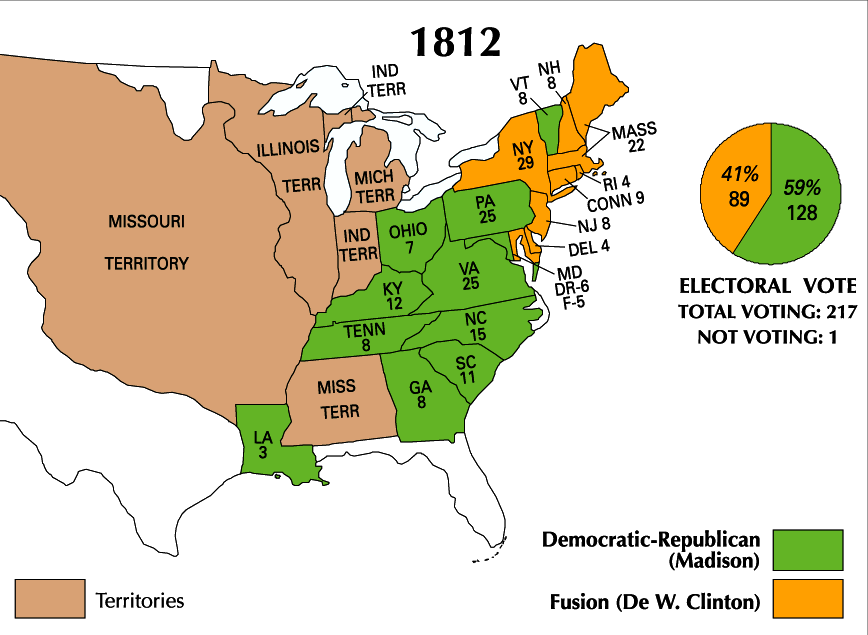 1812
IND
TERR
VT
8
NH
8
MASS
22
ILLINOIS
TERR
NY
29
MICH
TERR
RI 4
CONN 9
41%
89
59%
128
PA
25
MISSOURI
TERRITORY
NJ 8
OHIO
7
IND
TERR
DEL 4
MD
DR-6
F-5
VA
25
KY
12
ELECTORAL VOTE
TOTAL VOTING: 217
NOT VOTING: 1
NC
15
TENN
8
SC
11
MISS
TERR
GA
8
LA
3
Democratic-Republican
(Madison)
Territories
Fusion (De W. Clinton)